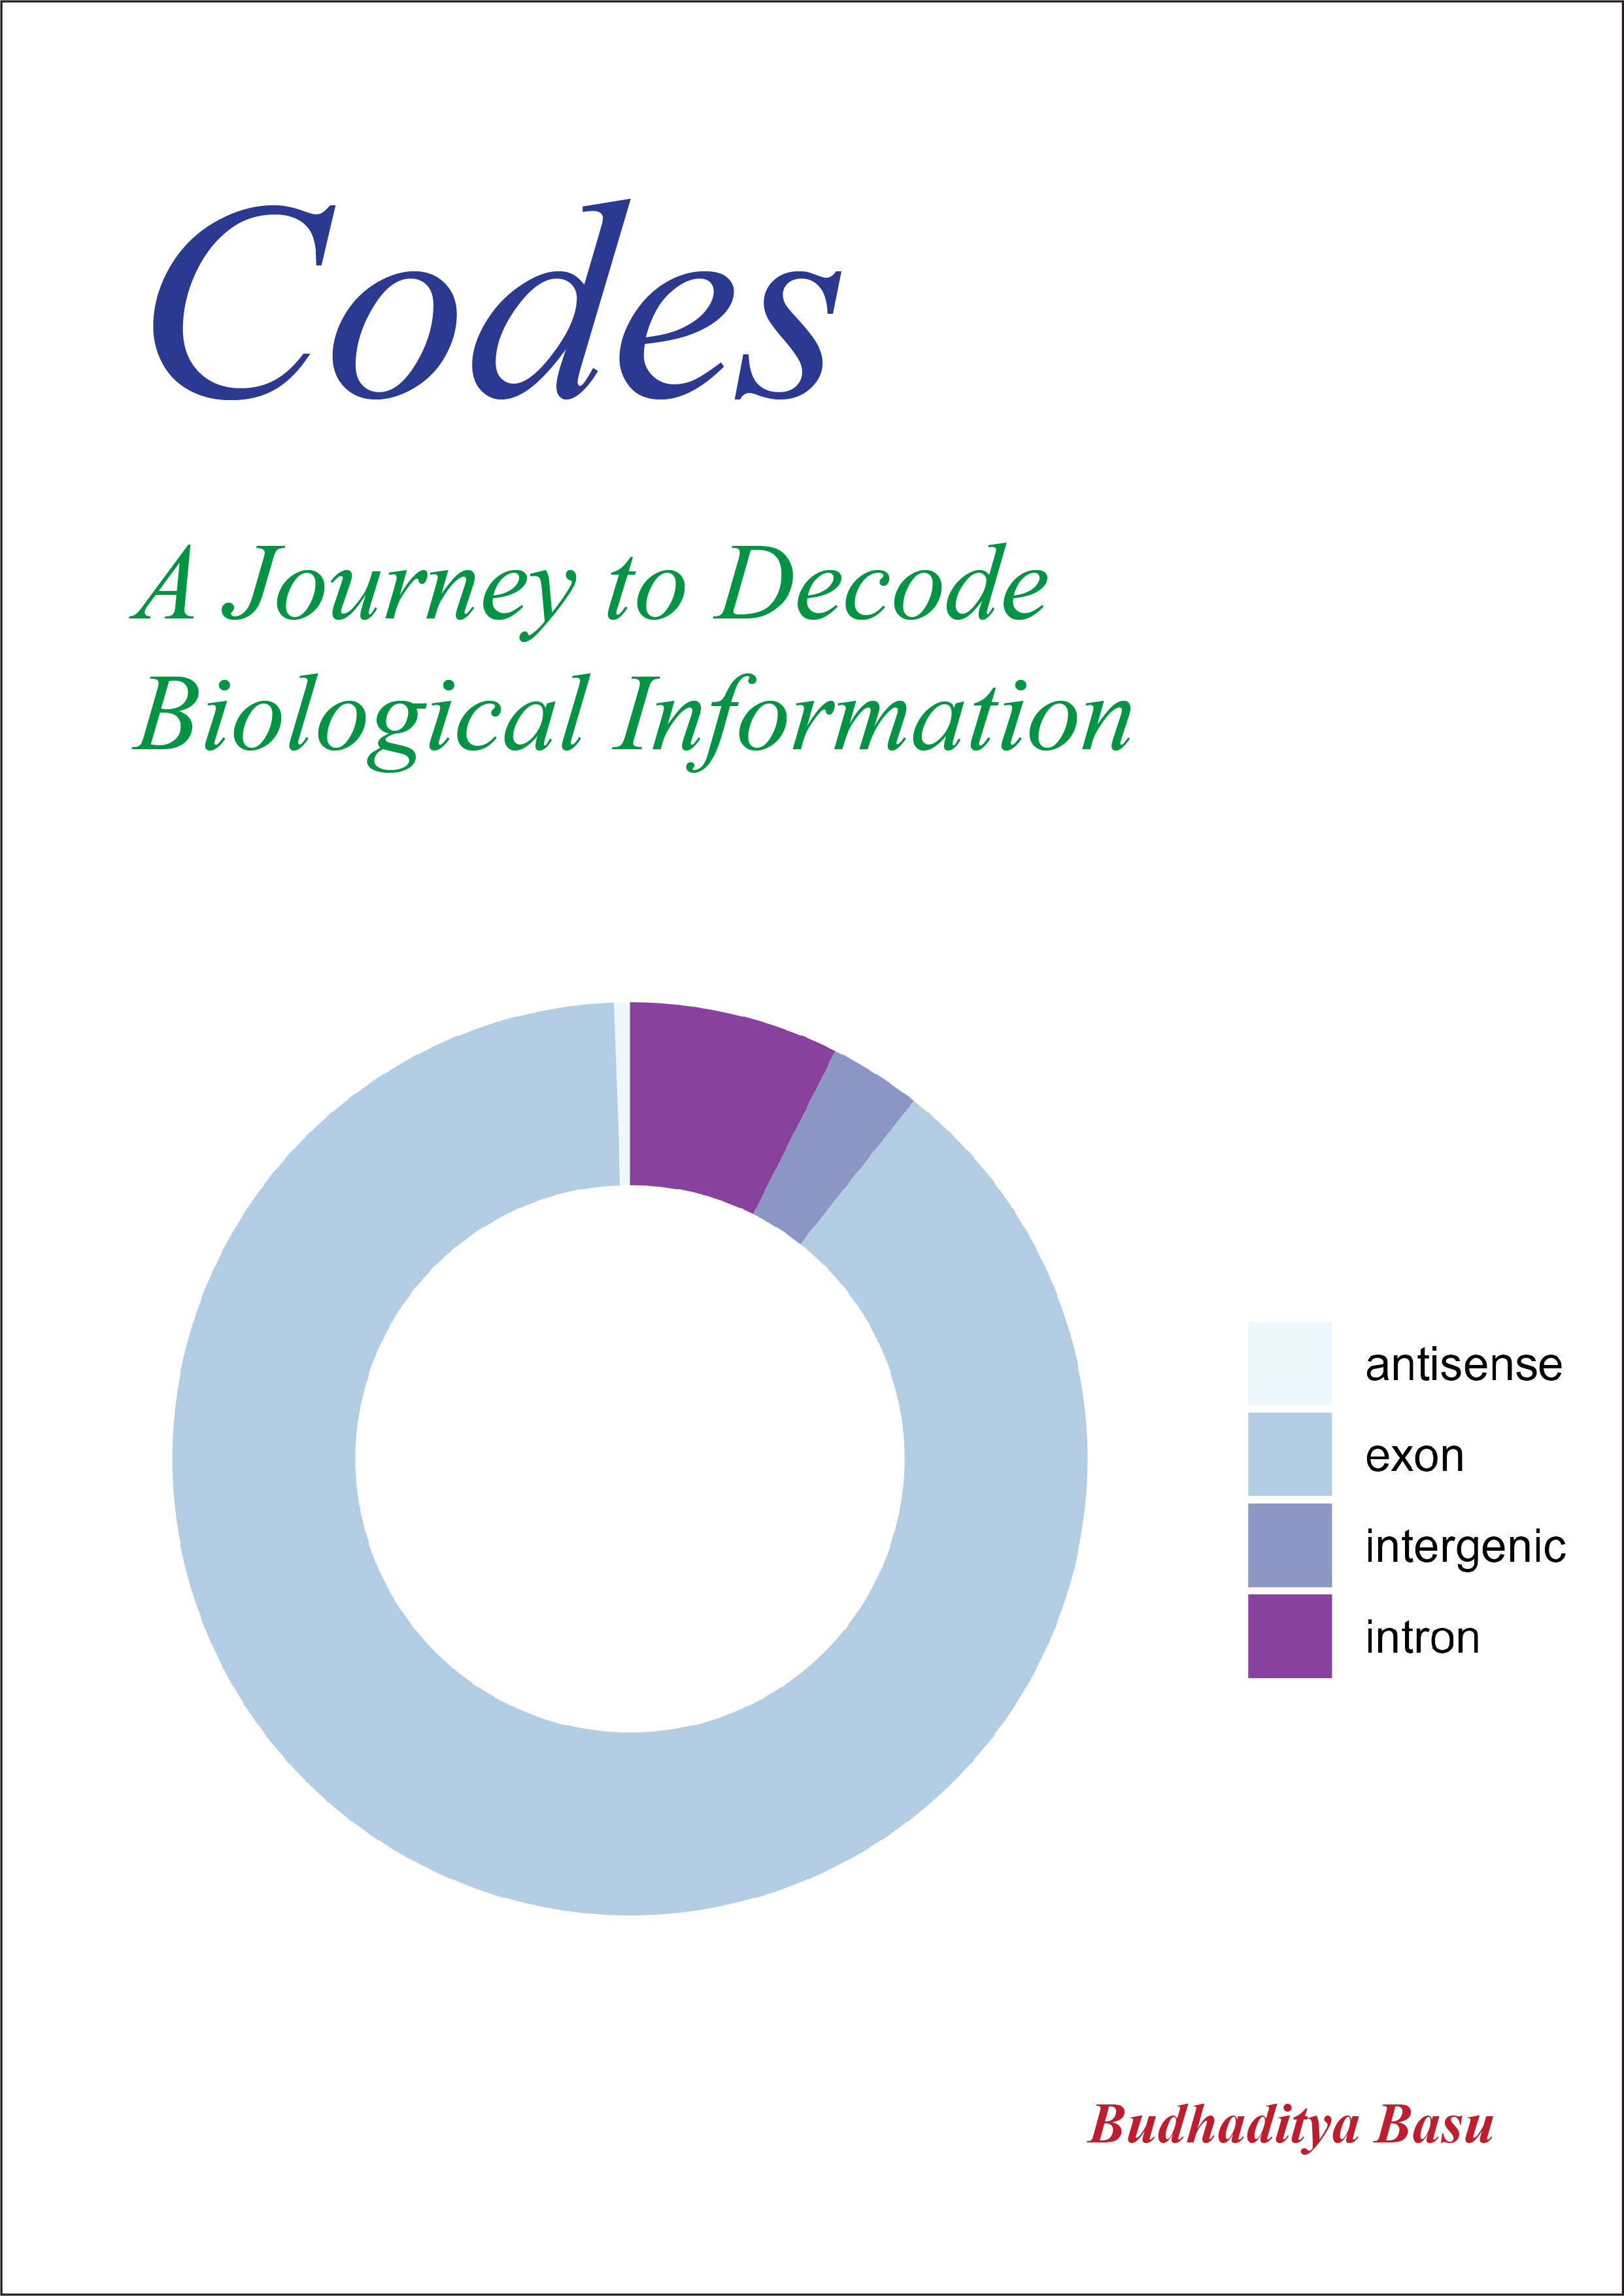 Codes
A Journey to Decode
Biological Information
antisense
exon
intergenic
intron
Budhaditya Basu